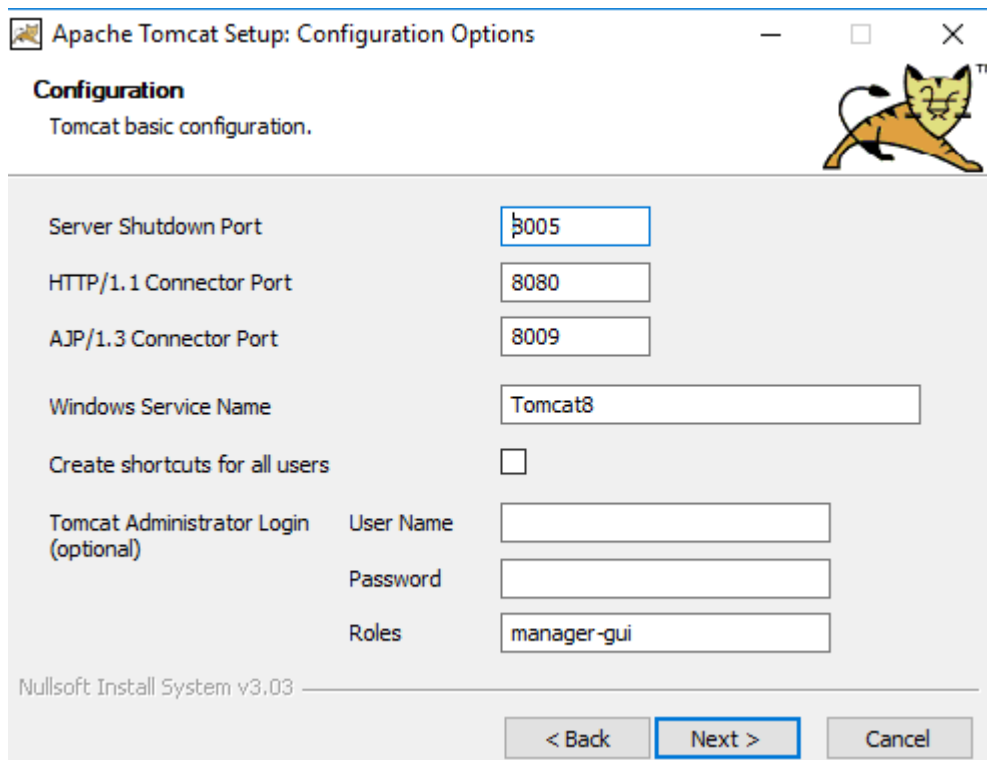 Apache Tomcat Setup: Configuration Options
Configuration
Tomcat basic configuration.
TM
Server Shutdown Port 8005
HTTP/1.1 Connector Port 8080
AJP/1.3 Connector Port 8009
Windows Service Name Tomcat8
Create shortcuts for all users
Tomcat Administrator Login User Name
(optional)
Password
Roles manager-gui
Nullsoft Install System v3.03
< Back Next > Cancel